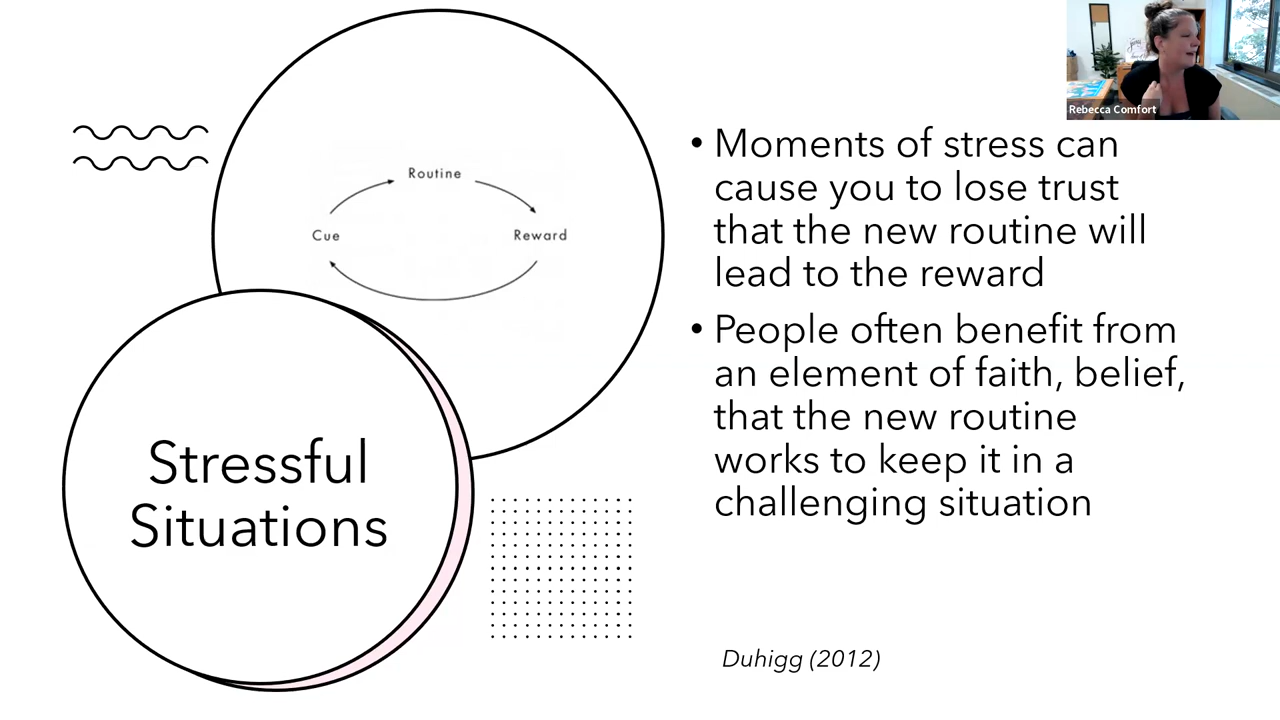 Rebecca Comfort
Routine
Cue
Reward
Stressful
Situations
• Moments of stress can
cause you to lose trust
that the new routine will
lead to the reward
• People often benefit from
an element of faith, belief,
that the new routine
works to keep it in a
challenging situation
Duhigg (2012)